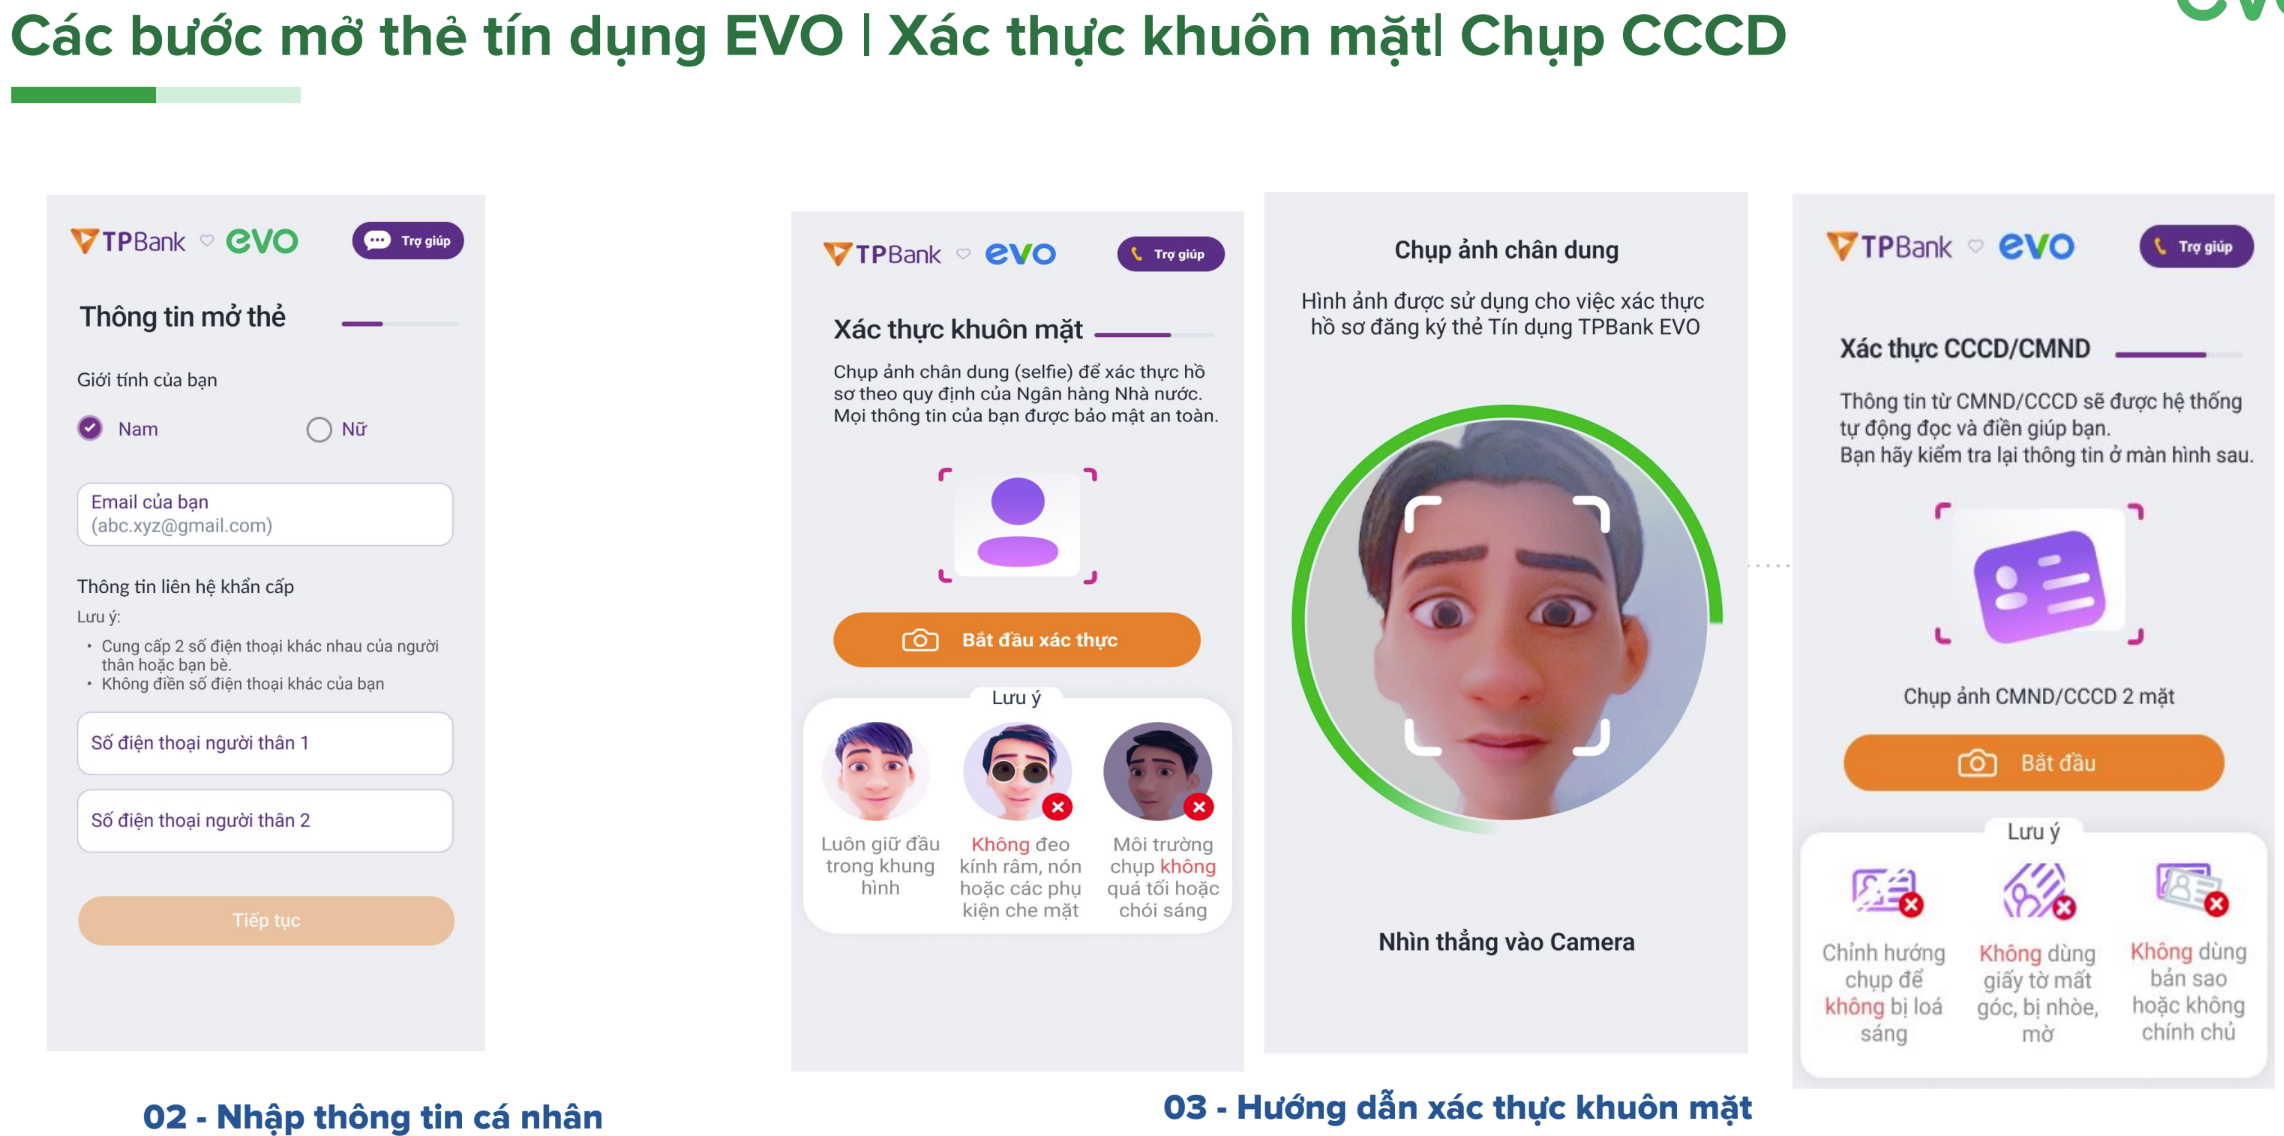 Các bước mở thẻ tín dụng EVO | Xác thực khuôn mặt| Chụp CCCD
evo
TPBank evo
Trợ giúp
Thông tin mở thẻ
Giới tính của bạn
Nam
Nữ
Email của bạn
(abc.xyz@gmail.com)
Thông tin liên hệ khẩn cấp
Lưu ý:
• Cung cấp 2 số điện thoại khác nhau của người
thân hoặc bạn bè.
• Không điền số điện thoại khác của bạn
Số điện thoại người thân 1
Số điện thoại người thân 2
Tiếp tục
02 - Nhập thông tin cá nhân
TPBank evo
Trợ giúp
Xác thực khuôn mặt
Chụp ảnh chân dung (selfie) để xác thực hồ
sơ theo quy định của Ngân hàng Nhà nước.
Mọi thông tin của bạn được bảo mật an toàn.
Bắt đầu xác thực
Lưu ý
Luôn giữ đầu
trong khung
hình
Không đeo
kính râm, nón
hoặc các phụ
kiện che mặt
Môi trường
chụp không
quá tối hoặc
chói sáng
Chụp ảnh chân dung
Hình ảnh được sử dụng cho việc xác thực
hồ sơ đăng ký thẻ Tín dụng TPBank EVO
Nhìn thẳng vào Camera
03 - Hướng dẫn xác thực khuôn mặt
TPBank evo
Trợ giúp
Xác thực CCCD/CMND
Thông tin từ CMND/CCCD sẽ được hệ thống
tự động đọc và điền giúp bạn.
Bạn hãy kiểm tra lại thông tin ở màn hình sau.
Chụp ảnh CMND/CCCD 2 mặt
Bắt đầu
Lưu ý
Chỉnh hướng
chụp để
không bị loá
sáng
Không dùng
giấy tờ mất
góc, bị nhòe,
mờ
Không dùng
bản sao
hoặc không
chính chủ